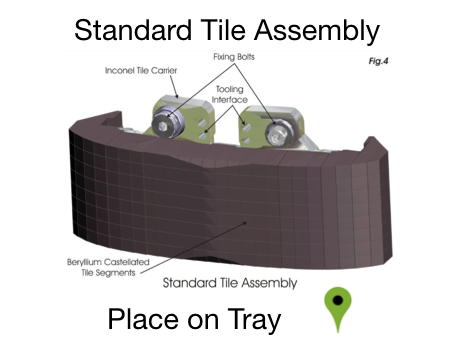 Standard Tile Assembly
Fixing Bolts
Fig.4
Inconel Tile Carrier
Tooling
Interface
Beryllium Castellated
Tile Segments
Standard Tile Assembly
Place on Tray